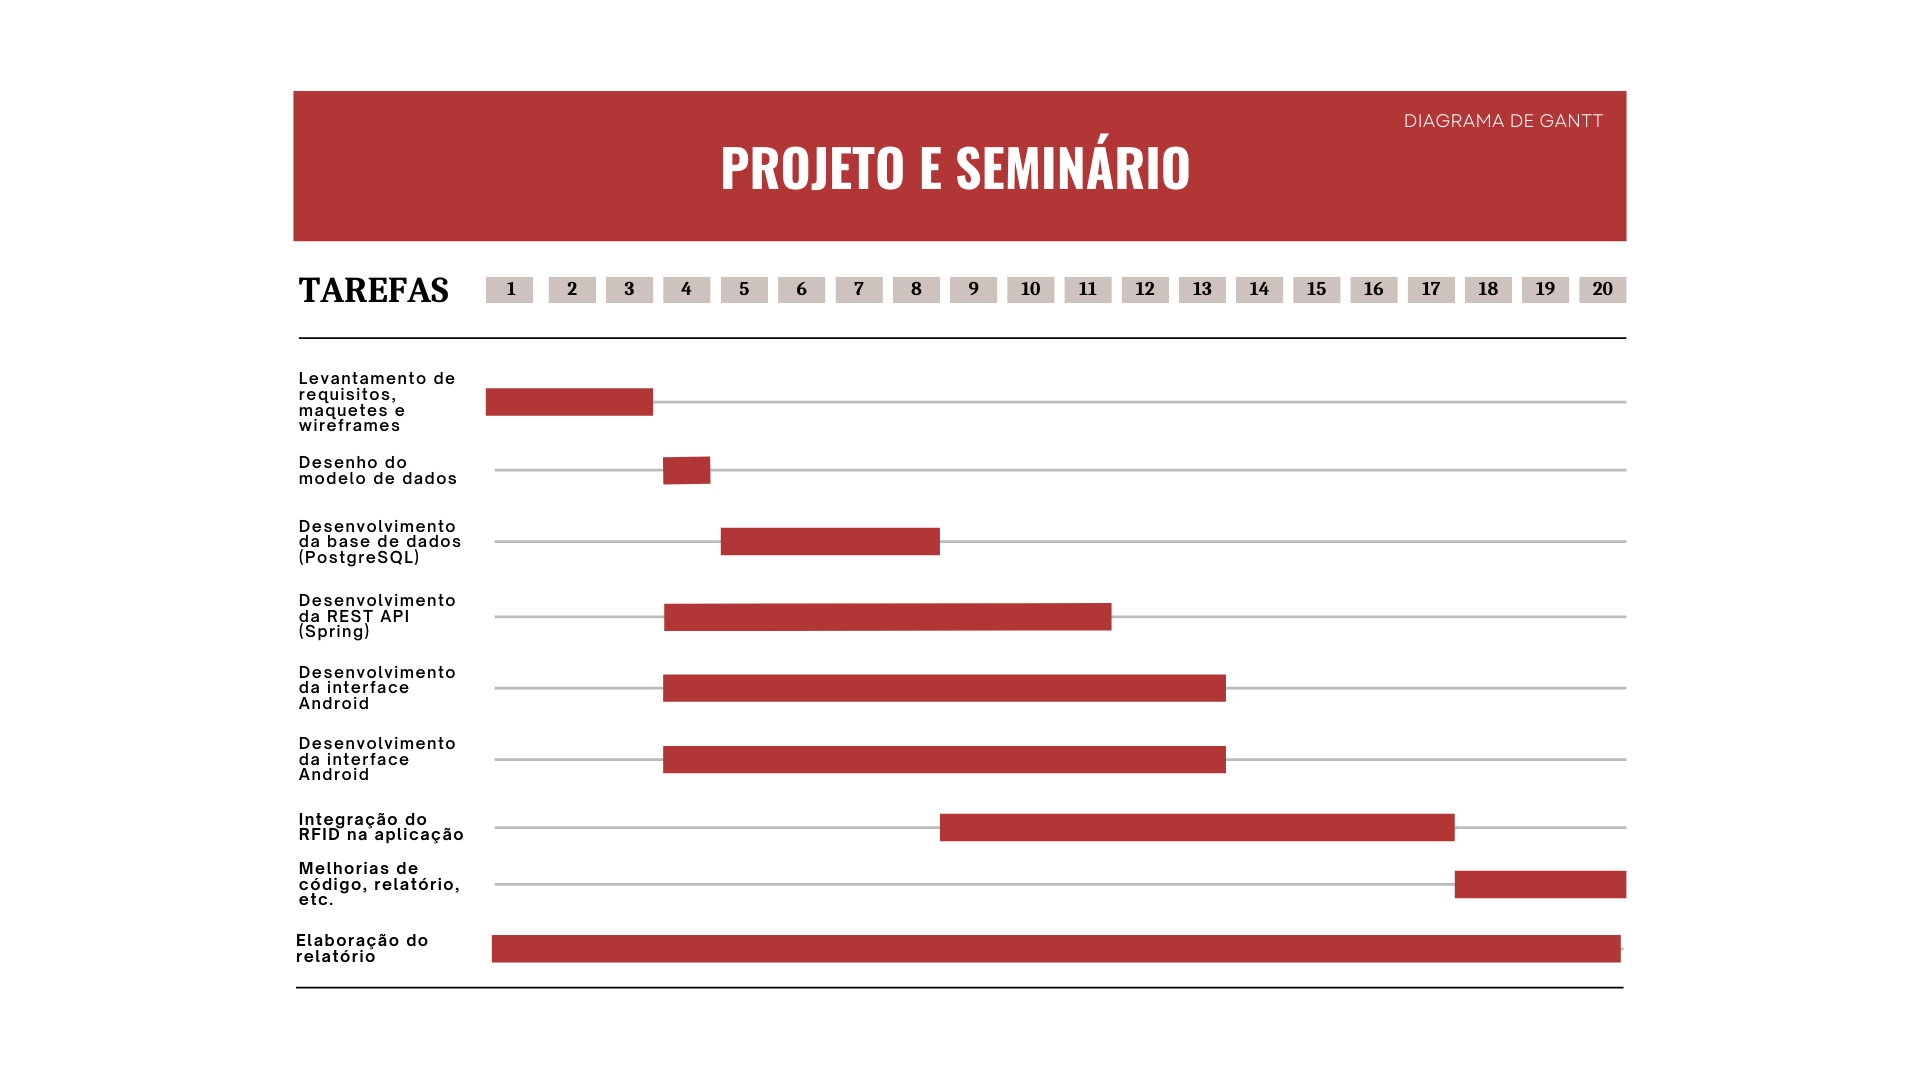 DIAGRAMA DE GANTT
PROJETO E SEMINÁRIO
TAREFAS 1 2 3 4 5 6 7 8 9 10 11 12 13 14 15 16 17 18 19 20
Levantamento de
requisitos,
maquetes e
wireframes
Desenho do
modelo de dados
Desenvolvimento
da base de dados
(PostgreSQL)
Desenvolvimento
da REST API
(Spring)
Desenvolvimento
da interface
Android
Desenvolvimento
da interface
Android
Integração do
RFID na aplicação
Melhorias de
código, relatório,
etc.
Elaboração do
relatório